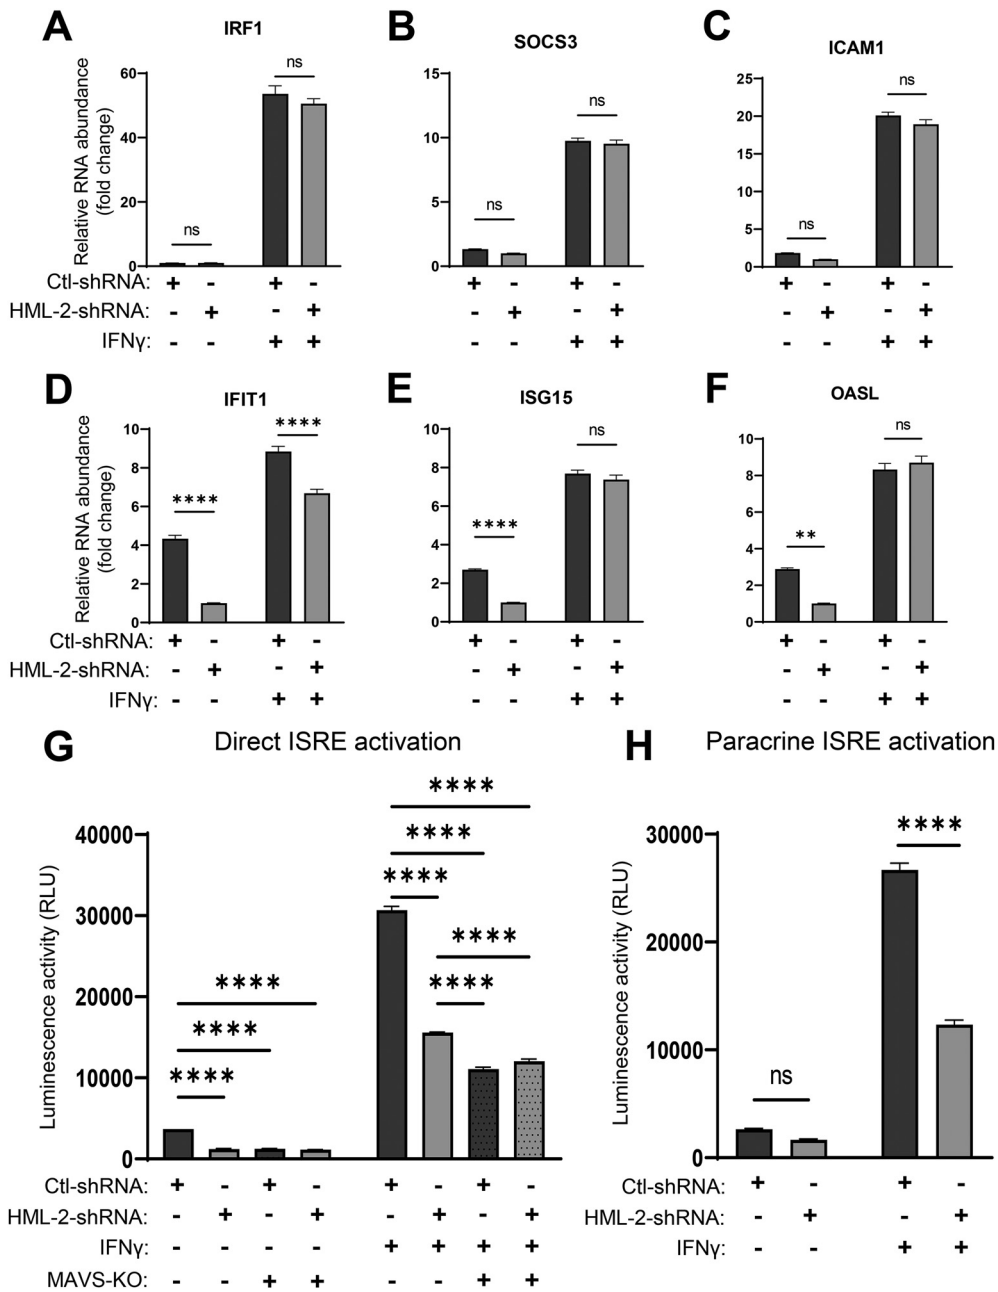 A
IRF1
Relative RNA abundance
(fold change)
60
40
20
0
ns
ns
Ctl-shRNA: + - + -
HML-2-shRNA: - + - +
IFNγ: - - + +
B
SOCS3
15
10
5
0
ns
ns
+ - + -
- + - +
- - + +
C
ICAM1
25
20
15
10
5
0
ns
ns
+ - + -
- + - +
- - + +
D
IFIT1
Relative RNA abundance
(fold change)
10
8
6
4
2
0
****
****
Ctl-shRNA: + - + -
HML-2-shRNA: - + - +
IFNγ: - - + +
E
ISG15
10
8
6
4
2
0
****
ns
+ - + -
- + - +
- - + +
F
OASL
10
8
6
4
2
0
**
ns
+ - + -
- + - +
- - + +
G
Direct ISRE activation
Luminescence activity (RLU)
40000
30000
20000
10000
0
****
****
****
****
****
****
****
****
Ctl-shRNA: + - + - + - + -
HML-2-shRNA: - + - + - + - +
IFNγ: - - - - + + + +
MAVS-KO: - - + + - - + +
H
Paracrine ISRE activation
Luminescence activity (RLU)
30000
20000
10000
0
ns
****
Ctl-shRNA: + - + -
HML-2-shRNA: - + - +
IFNγ: - - + +